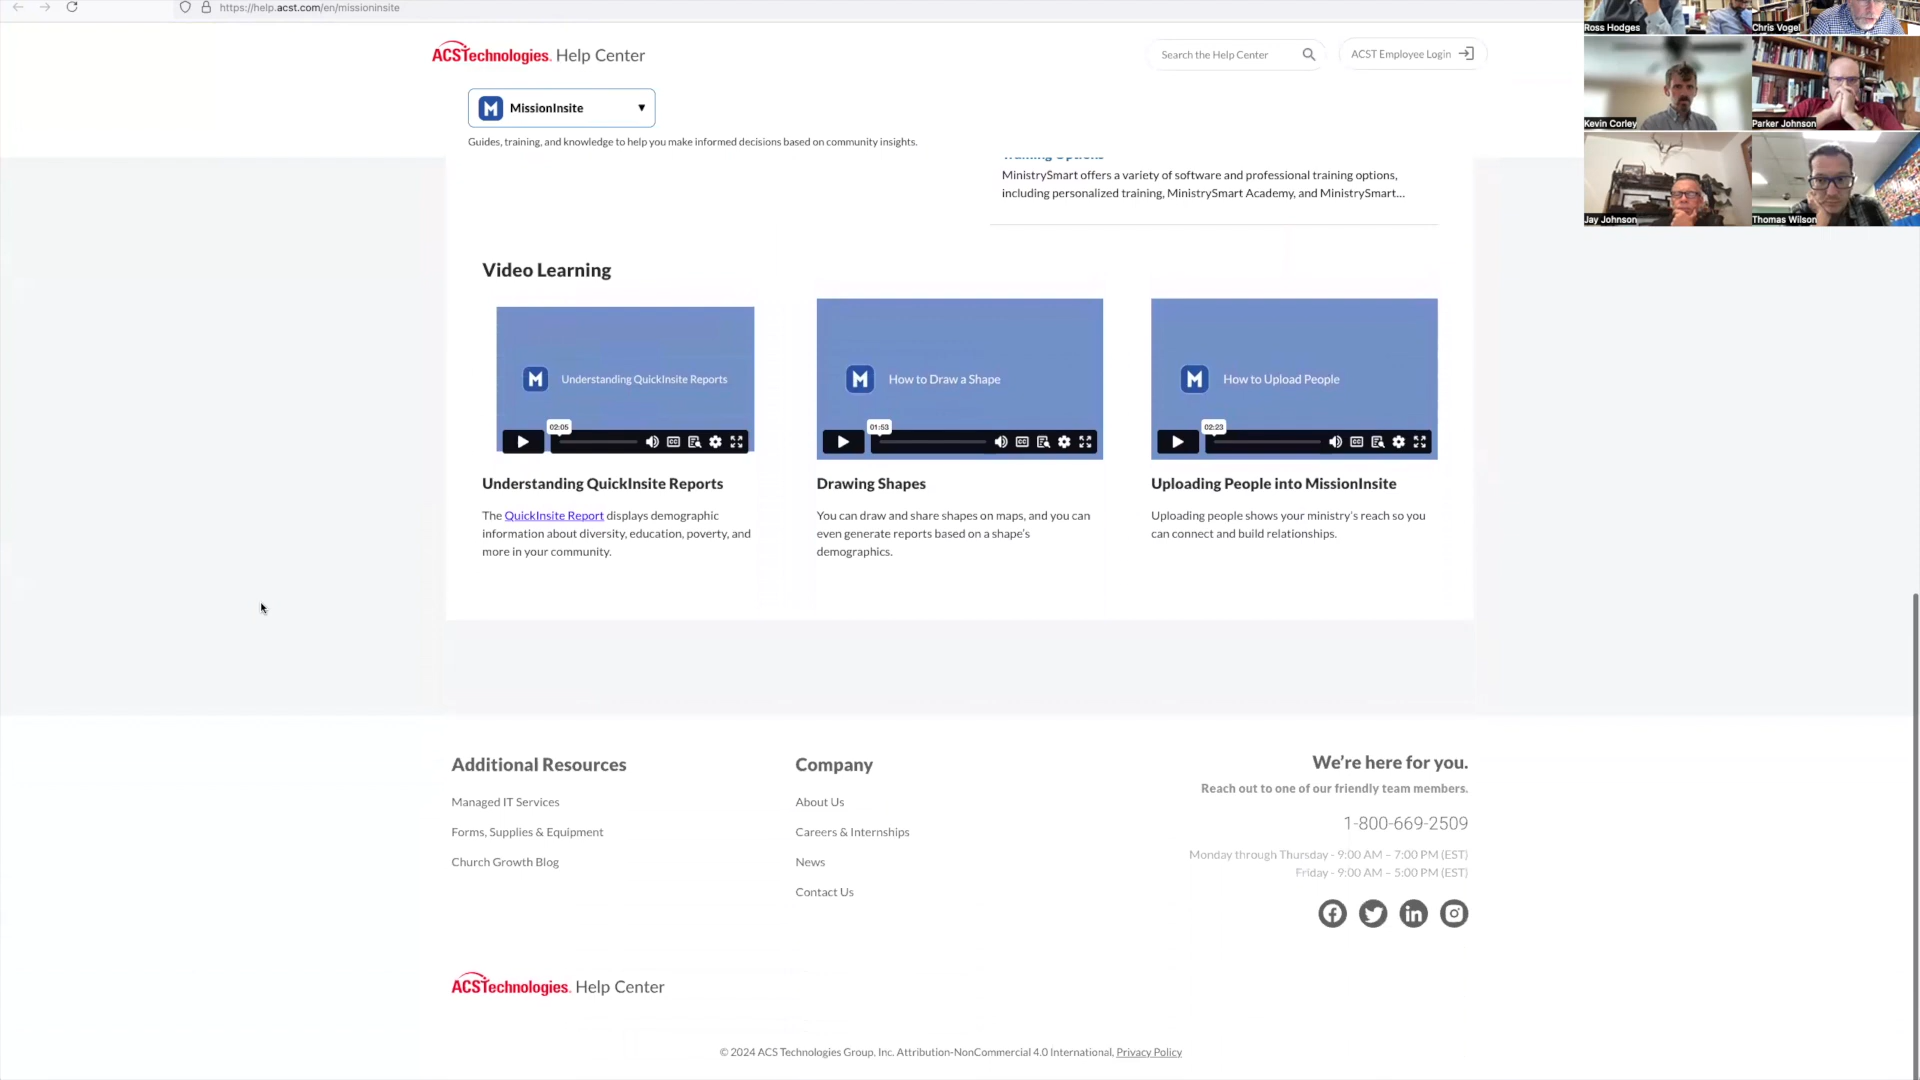 https://help.acst.com/en/missioninsite
Ross Hodges
Chris Vogel
ACSTechnologies. Help Center
Search the Help Center
ACST Employee Login
Kevin Corley
Parker Johnson
MissionInsite
Guides, training, and knowledge to help you make informed decisions based on community insights.
Training Options
MinistrySmart offers a variety of software and professional training options,
including personalized training, MinistrySmart Academy, and MinistrySmart...
Jay Johnson
Thomas Wilson
Video Learning
M Understanding QuickInsite Reports
02:05
M How to Draw a Shape
01:53
M How to Upload People
02:23
Understanding QuickInsite Reports
The QuickInsite Report displays demographic
information about diversity, education, poverty, and
more in your community.
Drawing Shapes
You can draw and share shapes on maps, and you can
even generate reports based on a shape's
demographics.
Uploading People into MissionInsite
Uploading people shows your ministry's reach so you
can connect and build relationships.
Additional Resources
Managed IT Services
Forms, Supplies & Equipment
Church Growth Blog
Company
About Us
Careers & Internships
News
Contact Us
We're here for you.
Reach out to one of our friendly team members.
1-800-669-2509
Monday through Thursday - 9:00 AM – 7:00 PM (EST)
Friday - 9:00 AM – 5:00 PM (EST)
ACSTechnologies. Help Center
© 2024 ACS Technologies Group, Inc. Attribution-NonCommercial 4.0 International, Privacy Policy